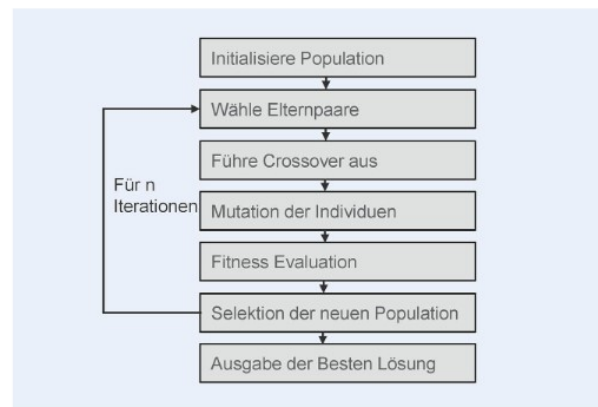 Initialisiere Population
Wähle Elternpaare
Führe Crossover aus
Für n
Iterationen
Mutation der Individuen
Fitness Evaluation
Selektion der neuen Population
Ausgabe der Besten Lösung